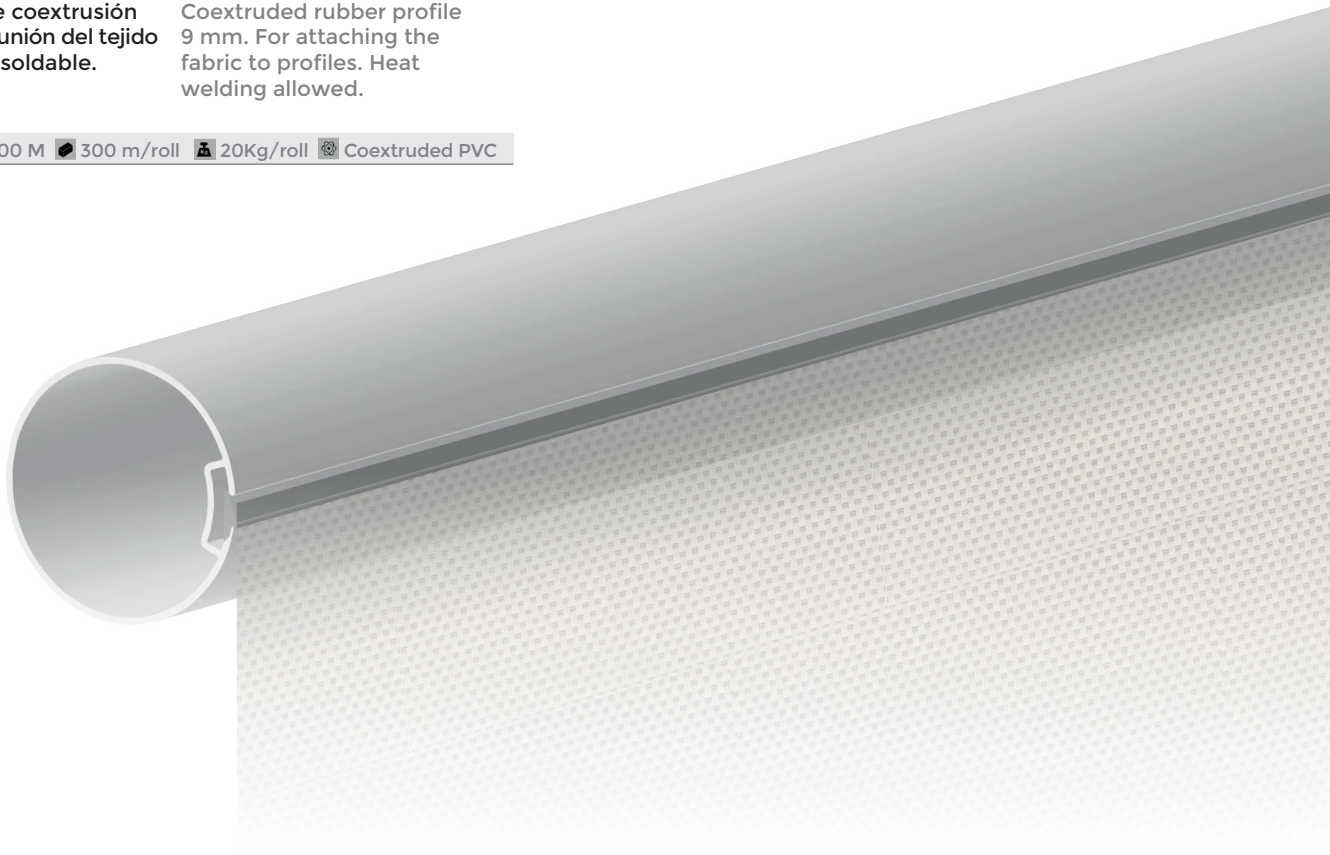 e coextrusión
unión del tejido
soldable.
Coextruded rubber profile
9 mm. For attaching the
fabric to profiles. Heat
welding allowed.
00 M 300 m/roll 20Kg/roll Coextruded PVC